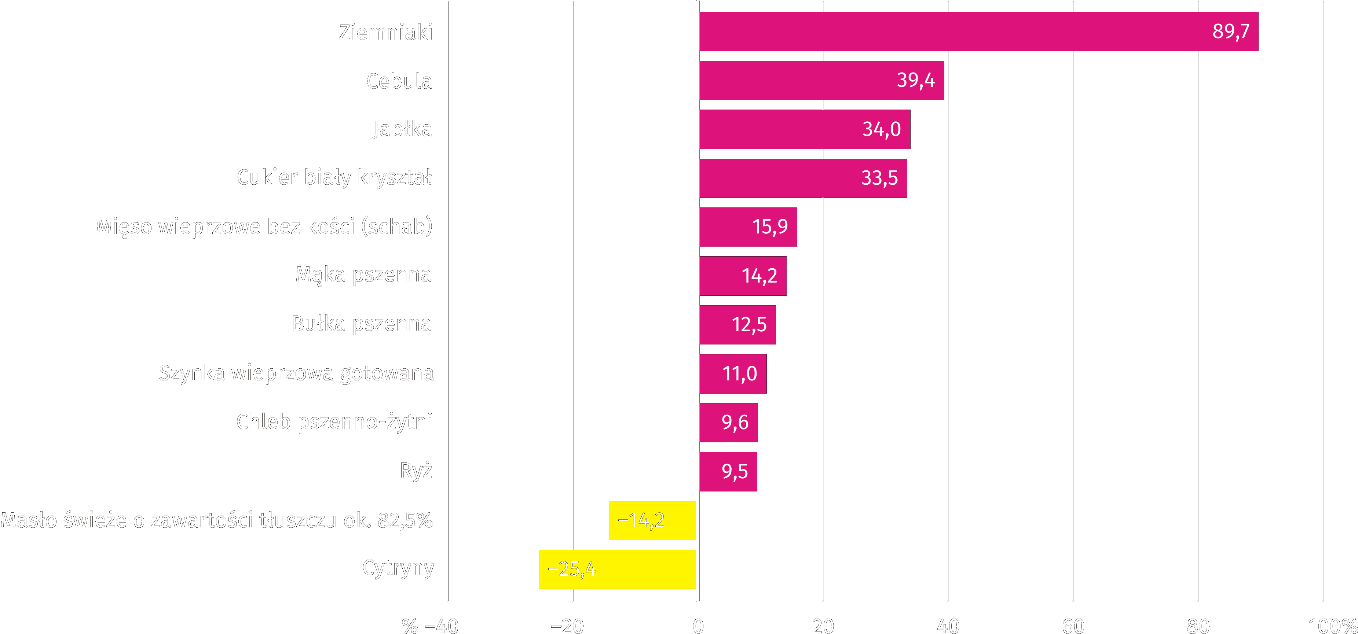 Ziemniaki 89,7
Cebula 39,4
Jabłka 34,0
Cukier biały kryształ 33,5
Mięso wieprzowe bez kości (schab) 15,9
Mąka pszenna 14,2
Bułka pszenna 12,5
Szynka wieprzowa gotowana 11,0
Chleb pszenno-żytni 9,6
Ryż 9,5
Masło świeże o zawartości tłuszczu ok. 82,5% −14,2
Cytryny −25,4
% −40 −20 0 20 40 60 80 100%